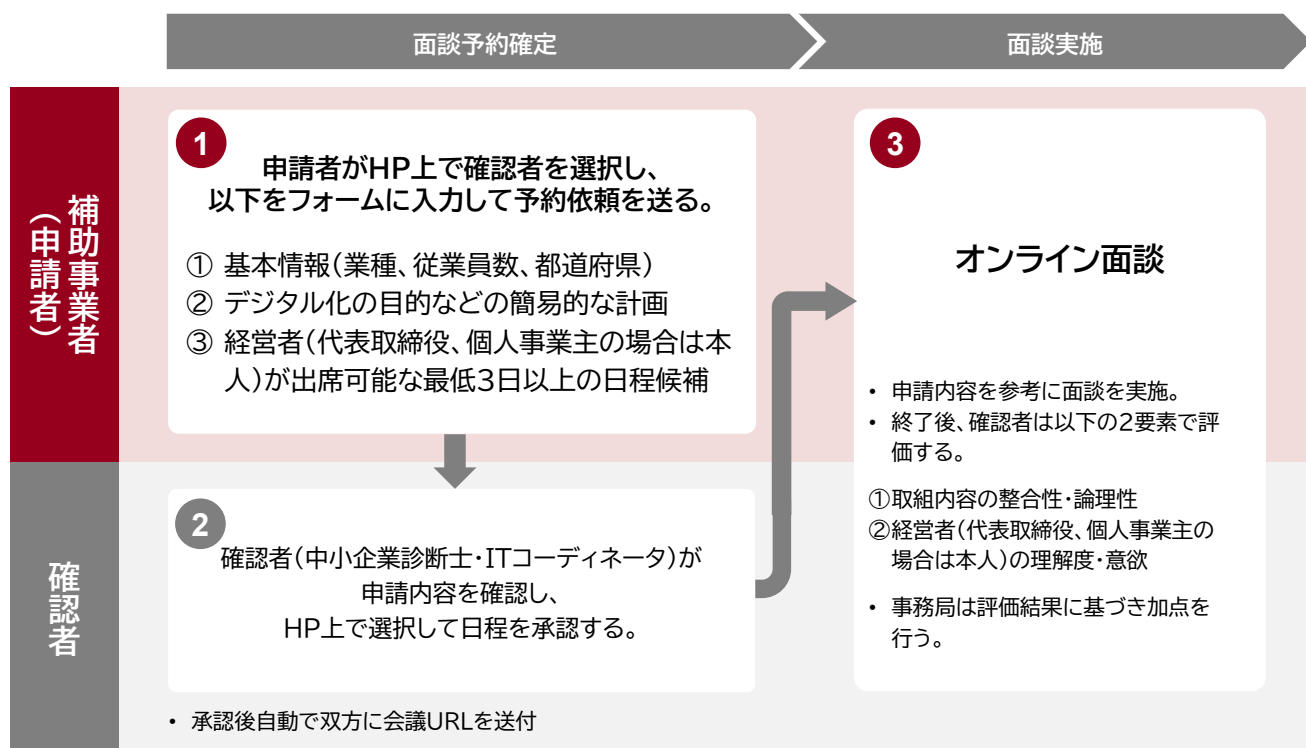 面談予約確定
面談実施
補助事業者
（申請者）
1
申請者がHP上で確認者を選択し、
以下をフォームに入力して予約依頼を送る。
① 基本情報（業種、従業員数、都道府県）
② デジタル化の目的などの簡易的な計画
③ 経営者（代表取締役、個人事業主の場合は本
人）が出席可能な最低3日以上の日程候補
確認者
2
確認者（中小企業診断士・ITコーディネータ）が
申請内容を確認し、
HP上で選択して日程を承認する。
• 承認後自動で双方に会議URLを送付
3
オンライン面談
• 申請内容を参考に面談を実施。
• 終了後、確認者は以下の2要素で評
価する。
①取組内容の整合性・論理性
②経営者（代表取締役、個人事業主の
場合は本人）の理解度・意欲
• 事務局は評価結果に基づき加点を
行う。